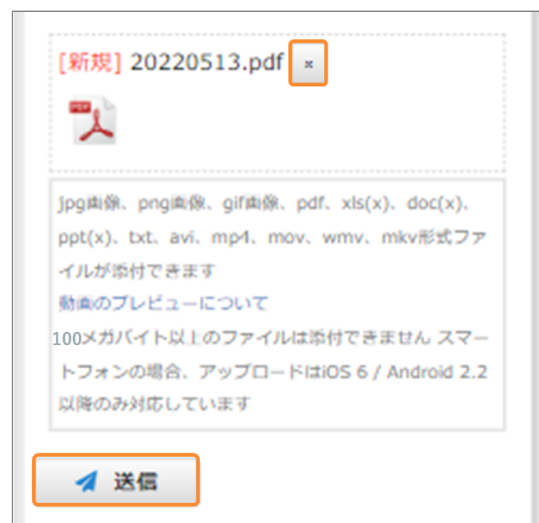 [新規] 20220513.pdf ×
PDF
jpg画像、png画像、gif画像、pdf、xls(x)、doc(x)、
ppt(x)、txt、avi、mp4、mov、wmv、mkv形式ファ
イルが添付できます
動画のプレビューについて
100メガバイト以上のファイルは添付できません スマー
トフォンの場合、アップロードはiOS 6 / Android 2.2
以降のみ対応しています
送信